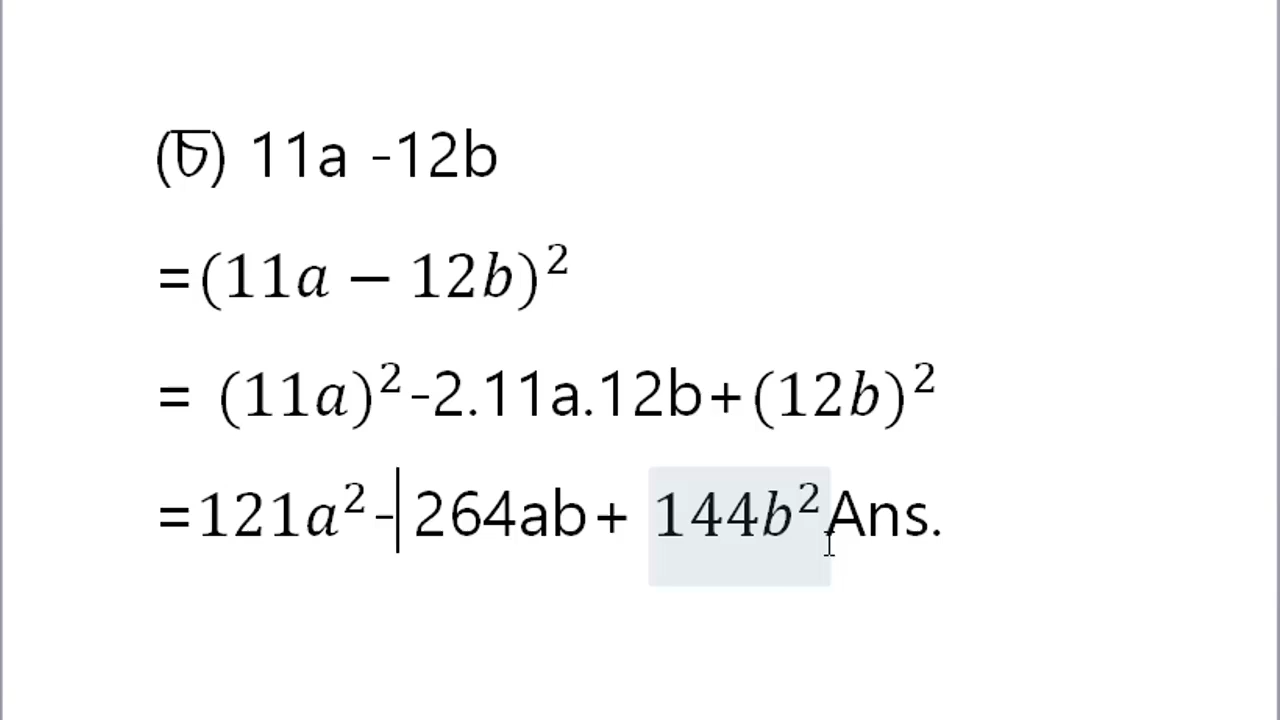 (চ) 11a -12b
=(11a − 12b)²
= (11a)²-2.11a.12b+(12b)²
=121a²- 264ab+ 144b²Ans.